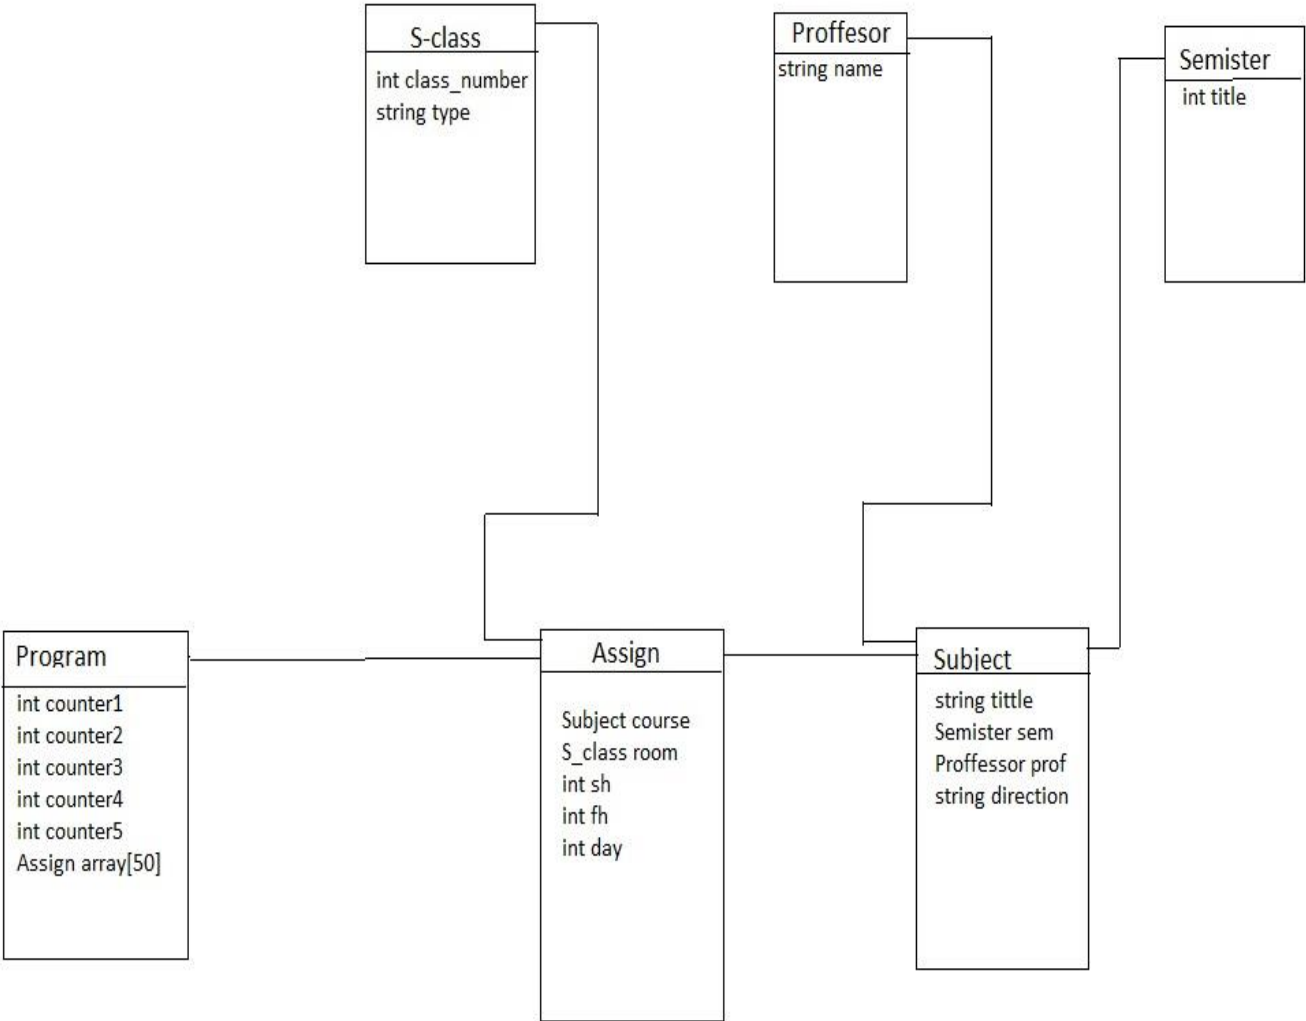 S-class
int class_number
string type
Proffesor
string name
Semister
int title
Program
int counter1
int counter2
int counter3
int counter4
int counter5
Assign array[50]
Assign
Subject course
S_class room
int sh
int fh
int day
Subject
string tittle
Semister sem
Proffessor prof
string direction